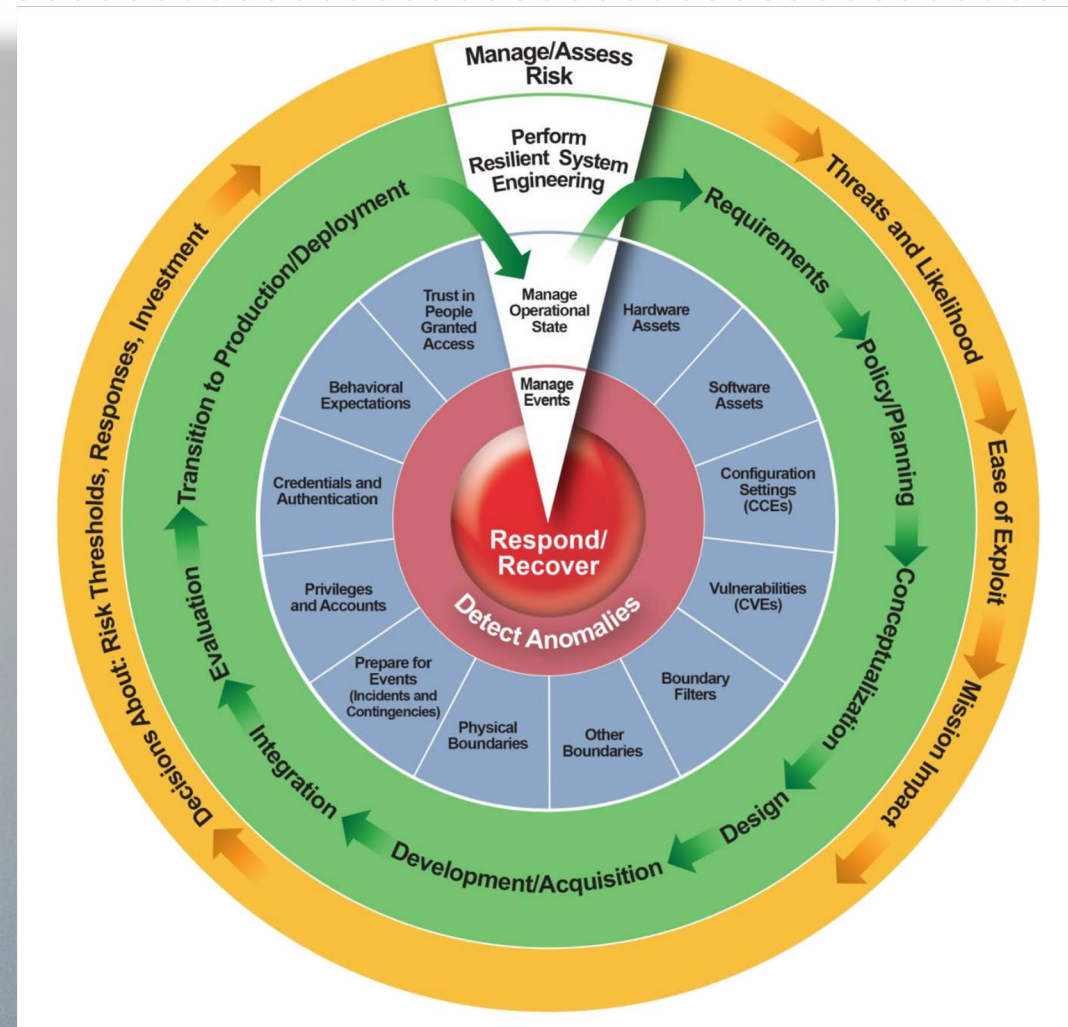 Manage/Assess
Risk
Perform
Resilient System
Engineering
Manage
Operational
State
Manage
Events
Respond/
Recover
Detect Anomalies
Threats and Likelihood
Ease of Exploit
Mission Impact
Decisions About: Risk Thresholds, Responses, Investment
Requirements
Policy/Planning
Conceptualization
Design
Development/Acquisition
Integration
Evaluation
Transition to Production/Deployment
Hardware
Assets
Software
Assets
Configuration
Settings
(CCEs)
Vulnerabilities
(CVEs)
Boundary
Filters
Other
Boundaries
Physical
Boundaries
Prepare for
Events
(Incidents and
Contingencies)
Privileges
and Accounts
Credentials and
Authentication
Behavioral
Expectations
Trust in
People
Granted
Access